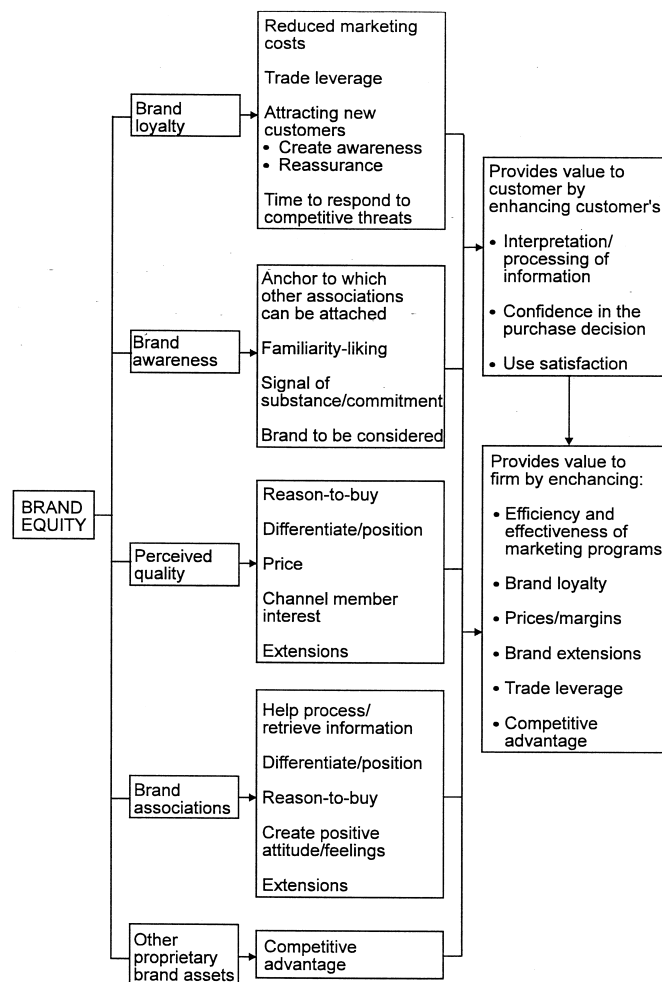 BRAND
EQUITY
Brand
loyalty
Reduced marketing
costs
Trade leverage
Attracting new
customers
• Create awareness
• Reassurance
Time to respond to
competitive threats
Brand
awareness
Anchor to which
other associations
can be attached
Familiarity-liking
Signal of
substance/commitment
Brand to be considered
Perceived
quality
Reason-to-buy
Differentiate/position
Price
Channel member
interest
Extensions
Brand
associations
Help process/
retrieve information
Differentiate/position
Reason-to-buy
Create positive
attitude/feelings
Extensions
Other
proprietary
brand assets
Competitive
advantage
Provides value to
customer by
enhancing customer's
• Interpretation/
processing of
information
• Confidence in the
purchase decision
• Use satisfaction
Provides value to
firm by enchancing:
• Efficiency and
effectiveness of
marketing programs
• Brand loyalty
• Prices/margins
• Brand extensions
• Trade leverage
• Competitive
advantage